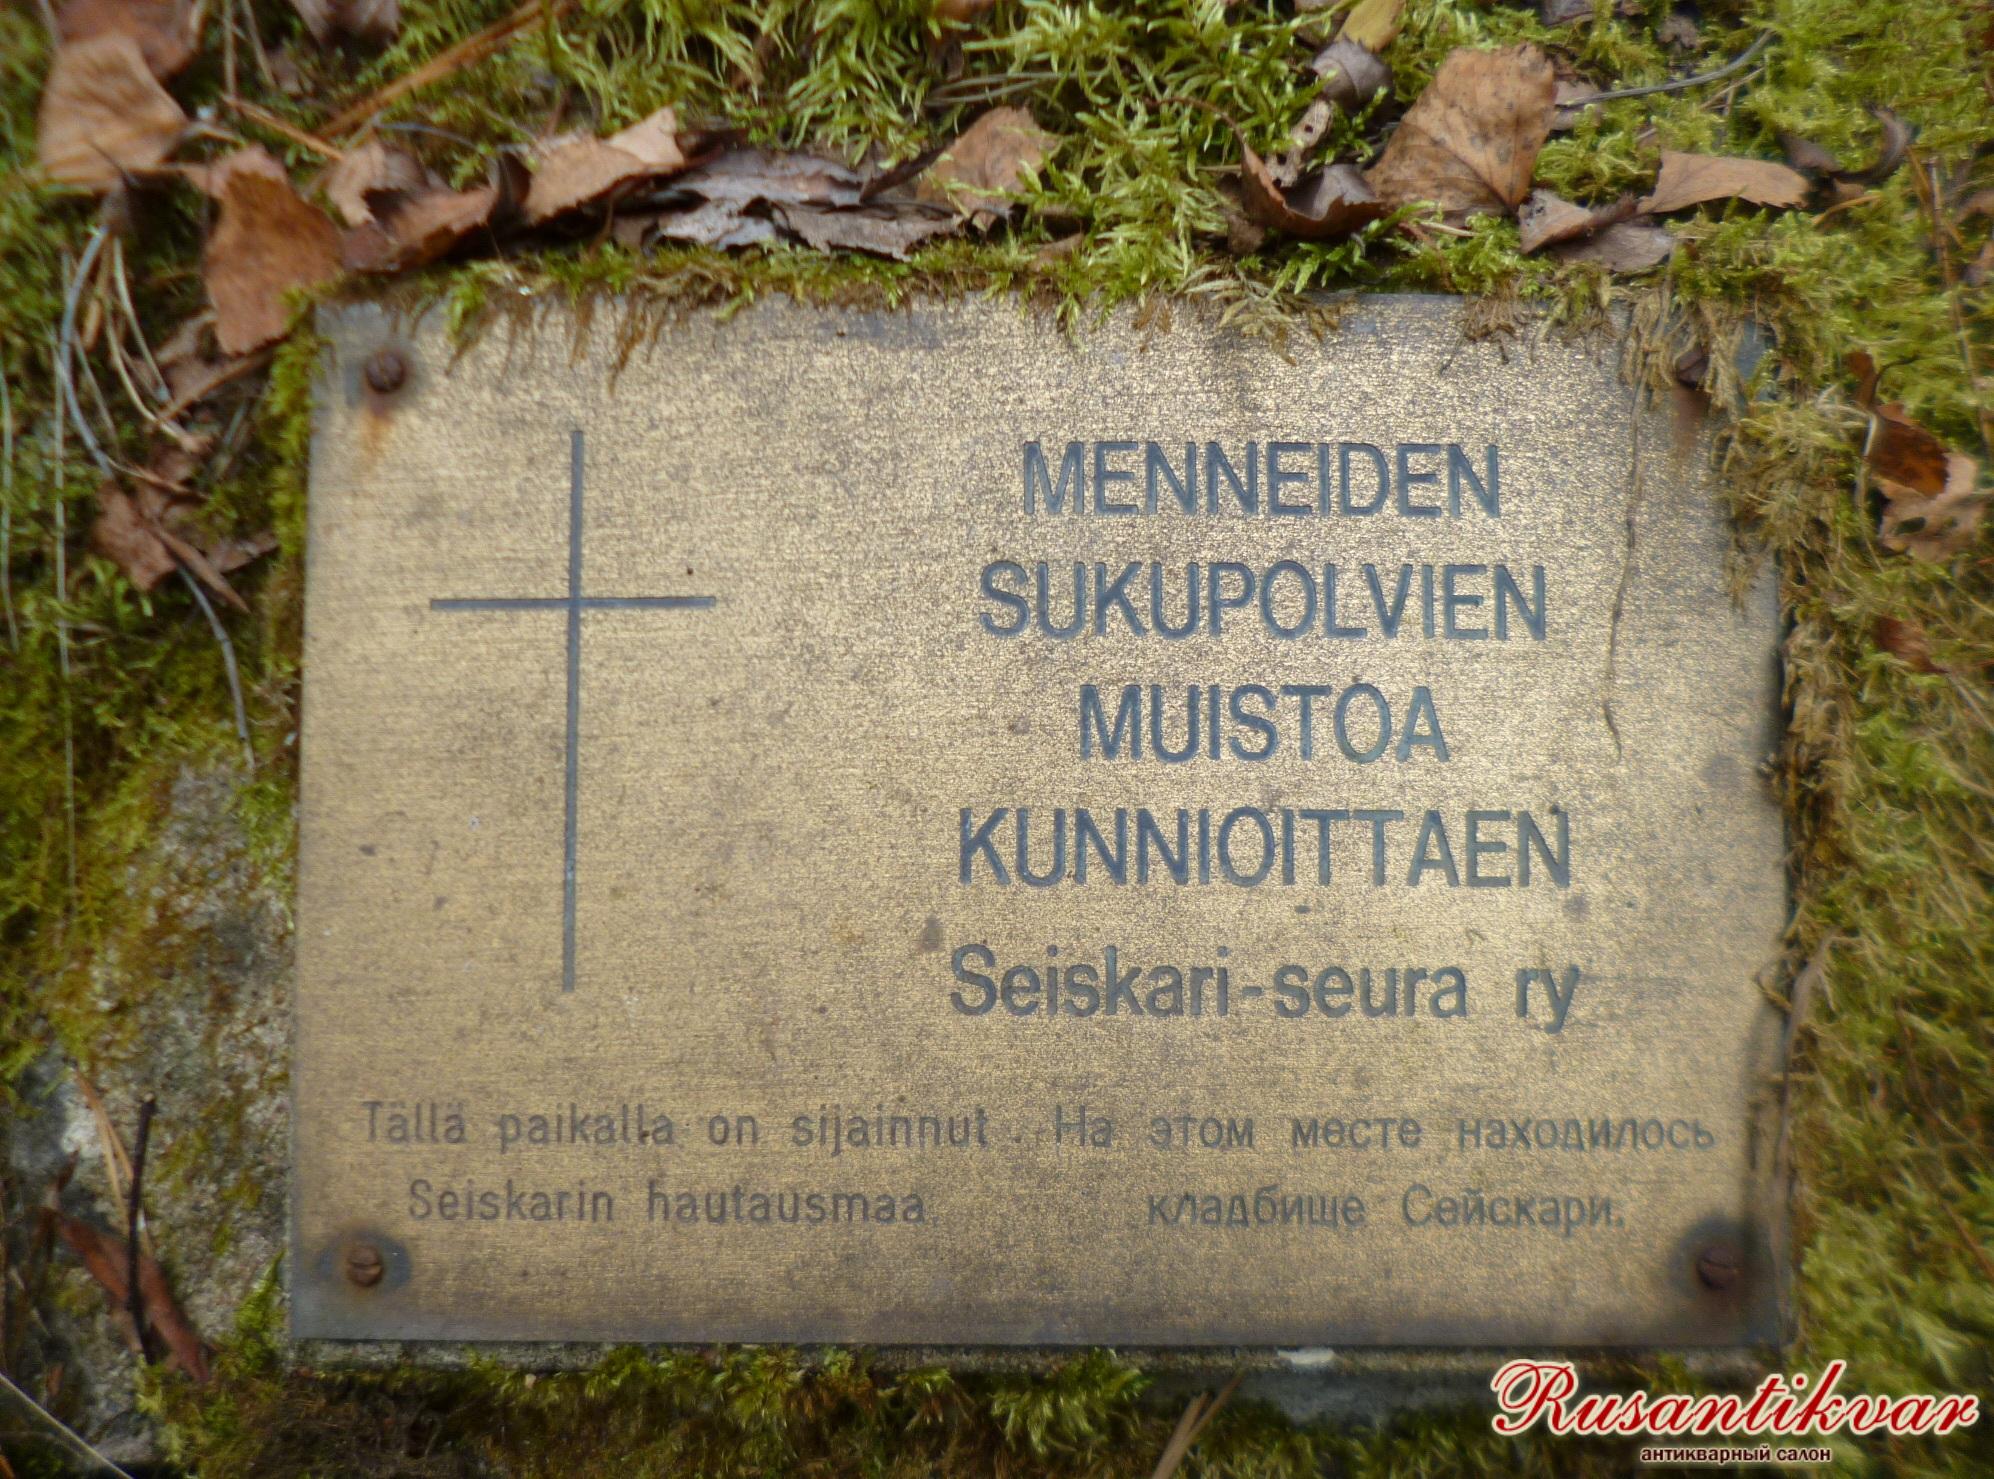 MENNEIDEN
SUKUPOLVIEN
MUISTOA
KUNNIOITTAEN
Seiskari-seura ry
Tällä paikalla on sijainnut
Seiskarin hautausmaa.
На этом месте находилось
кладбище Сейскари.
Rusantikvar
антикварный салон